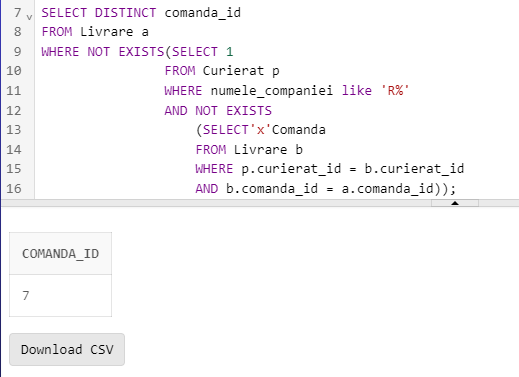 7 SELECT DISTINCT comanda_id
8 FROM Livrare a
9 WHERE NOT EXISTS(SELECT 1
10 FROM Curierat p
11 WHERE numele_companiei like 'R%'
12 AND NOT EXISTS
13 (SELECT'x'Comanda
14 FROM Livrare b
15 WHERE p.curierat_id = b.curierat_id
16 AND b.comanda_id = a.comanda_id));
COMANDA_ID
7
Download CSV